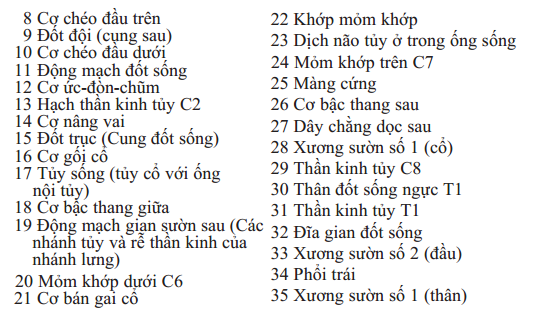 8 Cơ chéo đầu trên
9 Đốt đội (cung sau)
10 Cơ chéo đầu dưới
11 Động mạch đốt sống
12 Cơ ức-đòn-chũm
13 Hạch thần kinh tủy C2
14 Cơ nâng vai
15 Đốt trục (Cung đốt sống)
16 Cơ gối cổ
17 Tủy sống (tủy cổ với ống
nội tủy)
18 Cơ bậc thang giữa
19 Động mạch gian sườn sau (Các
nhánh tủy và rễ thần kinh của
nhánh lưng)
20 Mỏm khớp dưới C6
21 Cơ bán gai cổ
22 Khớp mỏm khớp
23 Dịch não tủy ở trong ống sống
24 Mỏm khớp trên C7
25 Màng cứng
26 Cơ bậc thang sau
27 Dây chằng dọc sau
28 Xương sườn số 1 (cổ)
29 Thần kinh tủy C8
30 Thân đốt sống ngực T1
31 Thần kinh tủy T1
32 Đĩa gian đốt sống
33 Xương sườn số 2 (đầu)
34 Phổi trái
35 Xương sườn số 1 (thân)